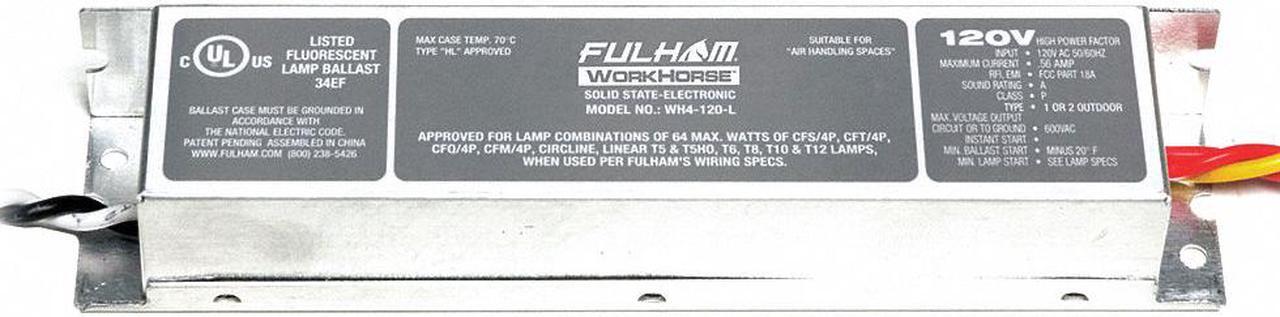 C UL US
LISTED
FLUORESCENT
LAMP BALLAST
34EF
BALLAST CASE MUST BE GROUNDED IN
ACCORDANCE WITH
THE NATIONAL ELECTRIC CODE.
PATENT PENDING ASSEMBLED IN CHINA
WWW.FULHAM.COM (800) 238-5426
MAX CASE TEMP. 70°C
TYPE "HL" APPROVED
FULHAM
WORKHORSE
SOLID STATE-ELECTRONIC
MODEL NO.: WH4-120-L
SUITABLE FOR
"AIR HANDLING SPACES"
APPROVED FOR LAMP COMBINATIONS OF 64 MAX. WATTS OF CFS/4P, CFT/4P,
CFQ/4P, CFM/4P, CIRCLINE, LINEAR T5 & T5HO, T6, T8, T10 & T12 LAMPS,
WHEN USED PER FULHAM'S WIRING SPECS.
120V HIGH POWER FACTOR
INPUT • 120V AC 50/60HZ
MAXIMUM CURRENT • .56 AMP
RFI, EMI • FCC PART 18A
SOUND RATING • A
CLASS • P
TYPE • 1 OR 2 OUTDOOR
MAX. VOLTAGE OUTPUT
CIRCUIT OR TO GROUND • 600VAC
INSTANT START •
MIN. BALLAST START • MINUS 20° F
MIN. LAMP START • SEE LAMP SPECS